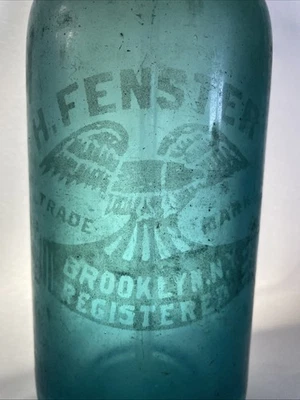 H. FENSTER
TRADE MARK
BROOKLYN. N.Y.
REGISTERED